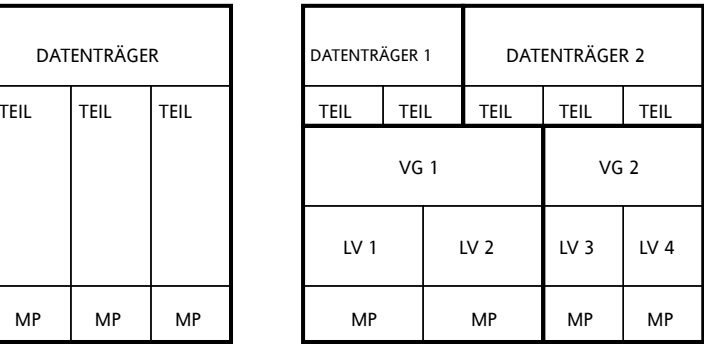 DATENTRÄGER
TEIL TEIL TEIL
MP MP MP
DATENTRÄGER 1 DATENTRÄGER 2
TEIL TEIL TEIL TEIL TEIL
VG 1 VG 2
LV 1 LV 2 LV 3 LV 4
MP MP MP MP